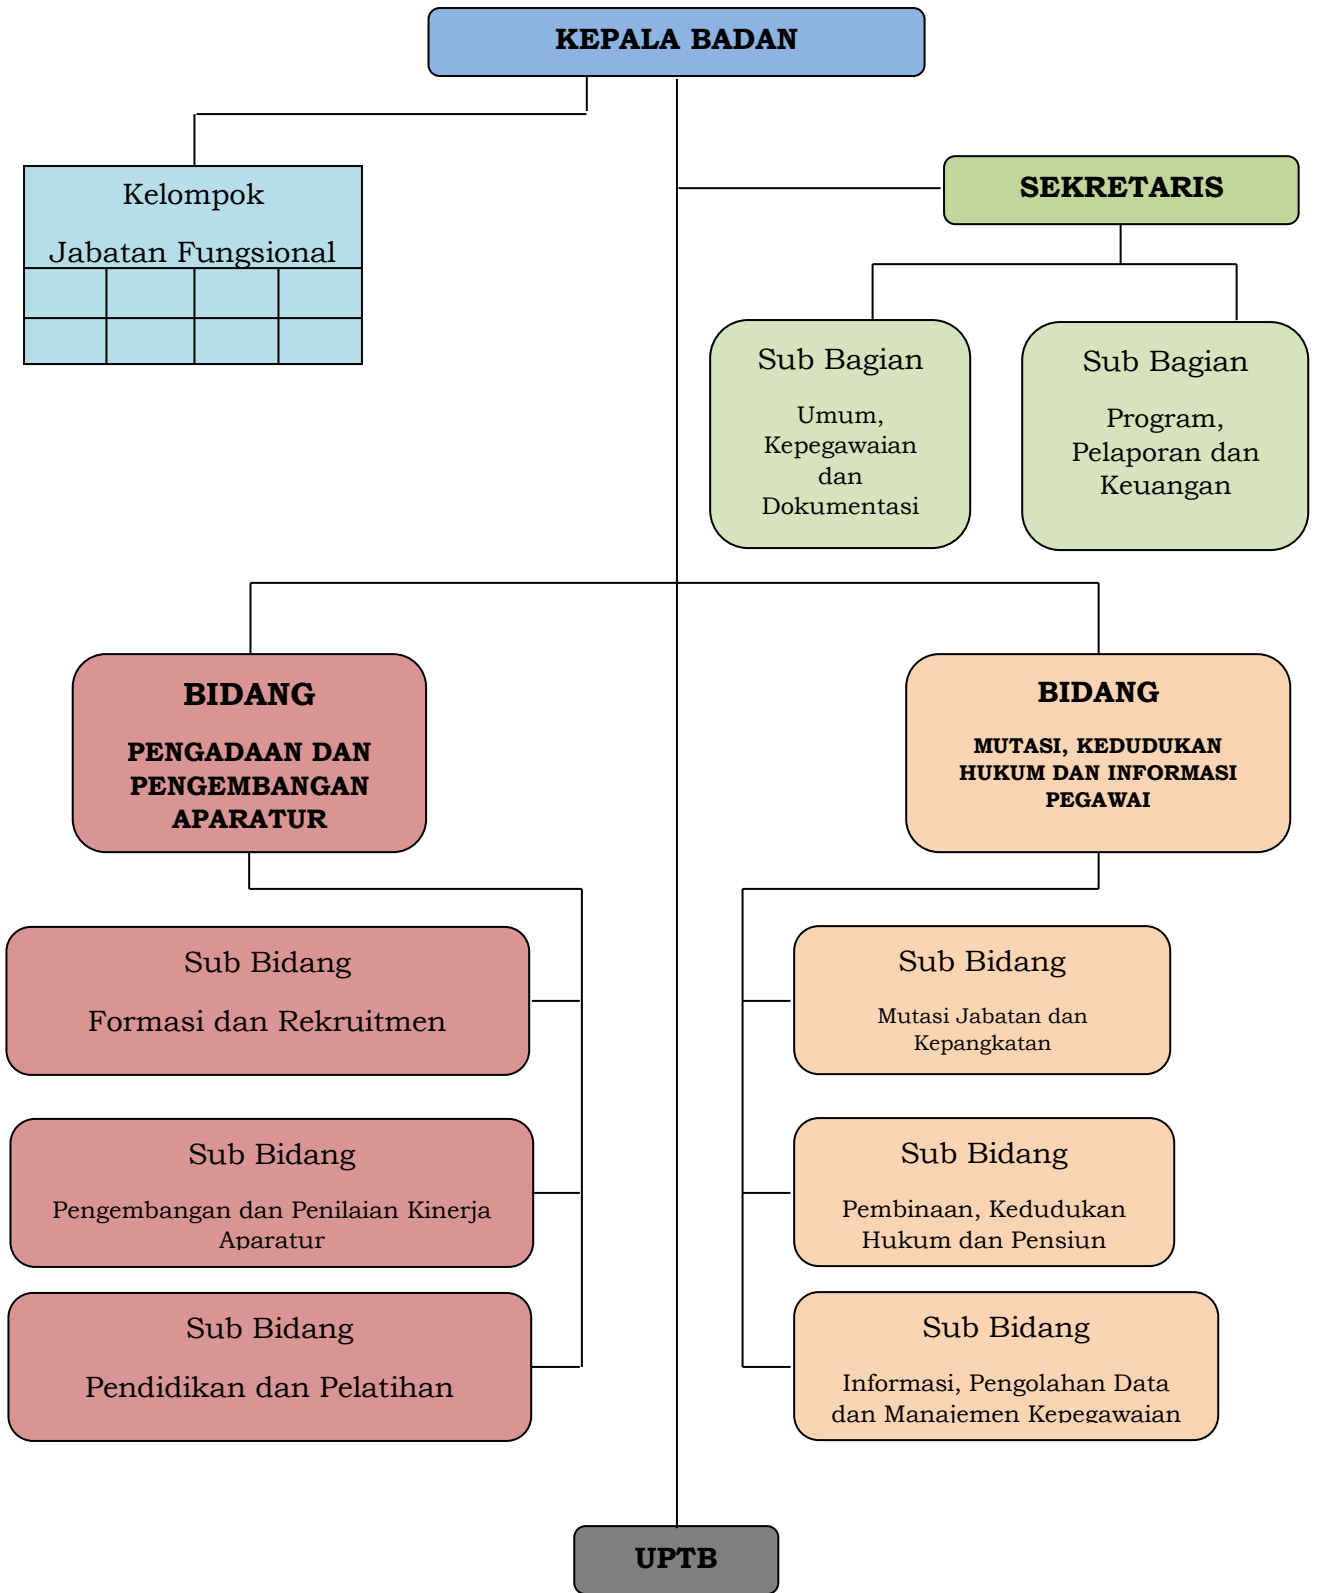 KEPALA BADAN
Kelompok
Jabatan Fungsional
SEKRETARIS
Sub Bagian
Umum,
Kepegawaian
dan
Dokumentasi
Sub Bagian
Program,
Pelaporan dan
Keuangan
BIDANG
PENGADAAN DAN
PENGEMBANGAN
APARATUR
BIDANG
MUTASI, KEDUDUKAN
HUKUM DAN INFORMASI
PEGAWAI
Sub Bidang
Formasi dan Rekruitmen
Sub Bidang
Pengembangan dan Penilaian Kinerja
Aparatur
Sub Bidang
Pendidikan dan Pelatihan
Sub Bidang
Mutasi Jabatan dan
Kepangkatan
Sub Bidang
Pembinaan, Kedudukan
Hukum dan Pensiun
Sub Bidang
Informasi, Pengolahan Data
dan Manajemen Kepegawaian
UPTB